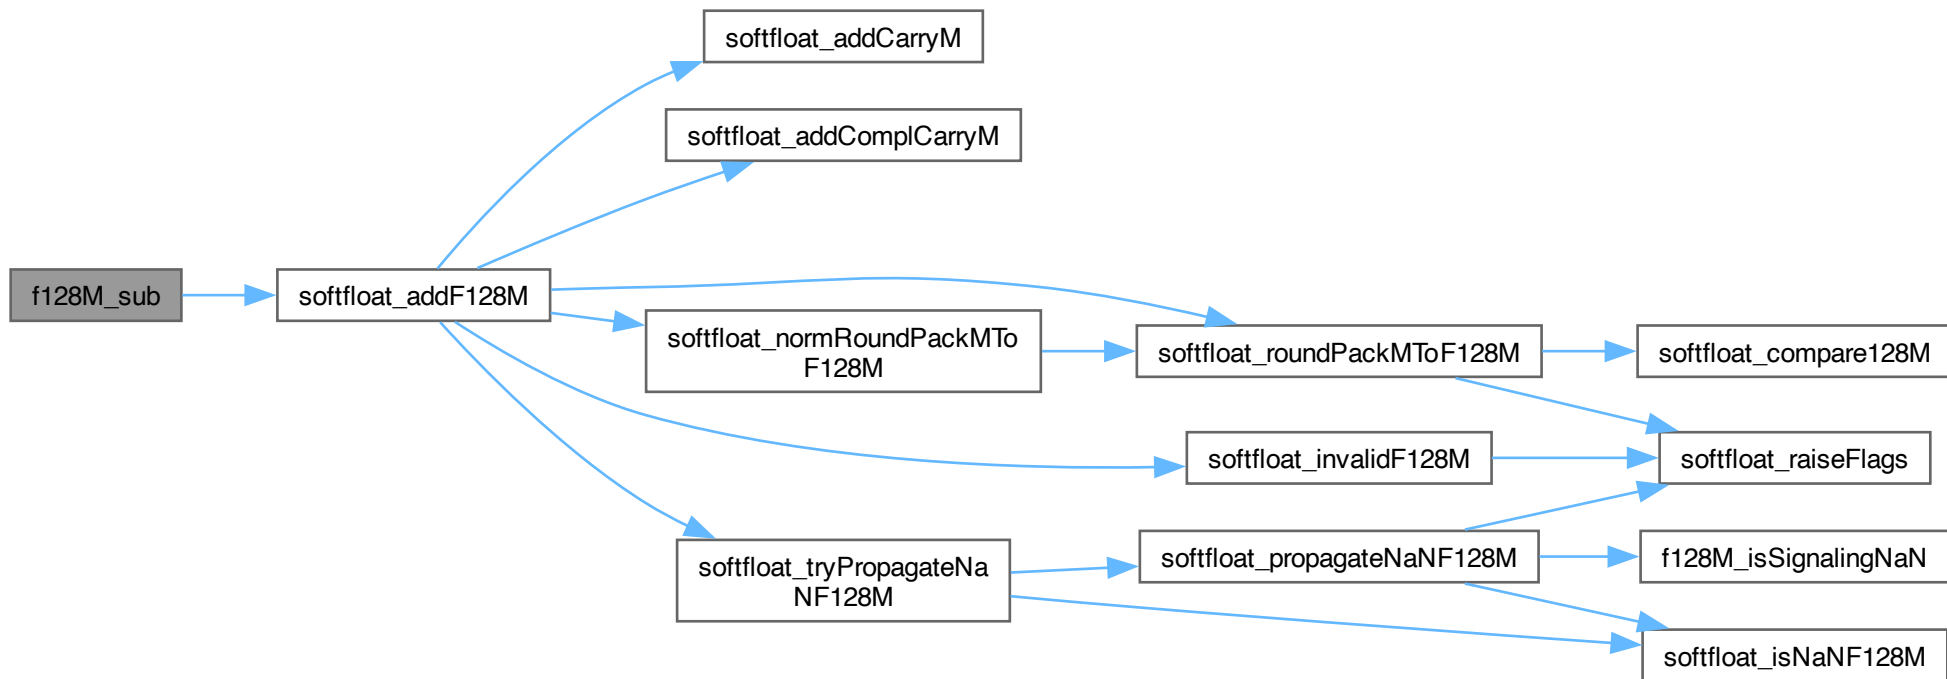 softfloat_addCarryM
softfloat_addComplCarryM
f128M_sub
softfloat_addF128M
softfloat_normRoundPackMTo
F128M
softfloat_roundPackMToF128M
softfloat_compare128M
softfloat_invalidF128M
softfloat_raiseFlags
softfloat_tryPropagateNa
NF128M
softfloat_propagateNaNF128M
f128M_isSignalingNaN
softfloat_isNaNF128M